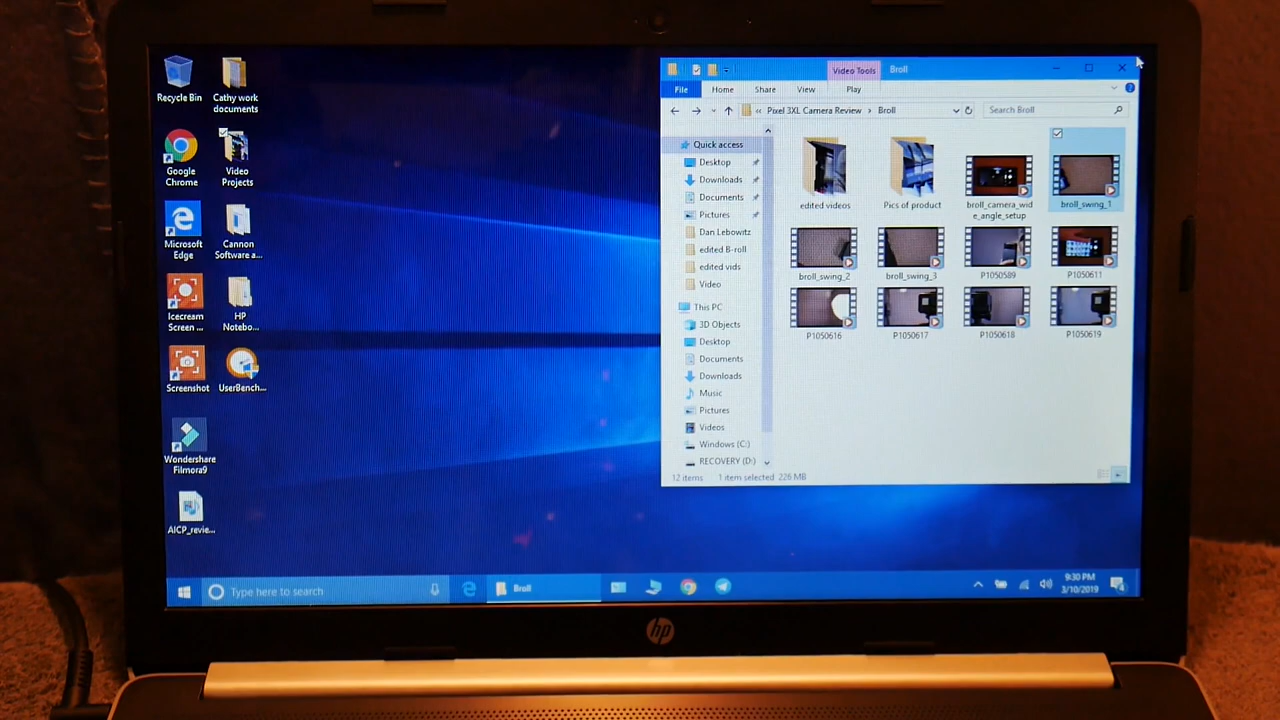 Recycle Bin
Cathy work
documents
Google
Chrome
Video
Projects
Microsoft
Edge
Cannon
Software a...
Icecream
Screen ...
HP
Notebo...
Screenshot
UserBench...
Wondershare
Filmora9
AICP_revie...
Video Tools
Broll
File
Home
Share
View
Play
« Pixel 3XL Camera Review > Broll
Search Broll
Quick access
Desktop
Downloads
Documents
Pictures
Dan Lebowitz
edited B-roll
edited vids
Video
This PC
3D Objects
Desktop
Documents
Downloads
Music
Pictures
Videos
Windows (C:)
RECOVERY (D:)
edited videos
Pics of product
broll_camera_wid
e_angle_setup
broll_swing_1
broll_swing_2
broll_swing_3
P1050589
P1050611
P1050616
P1050617
P1050618
P1050619
12 items
1 item selected 226 MB
Type here to search
Broll
9:30 PM
3/10/2019
hp